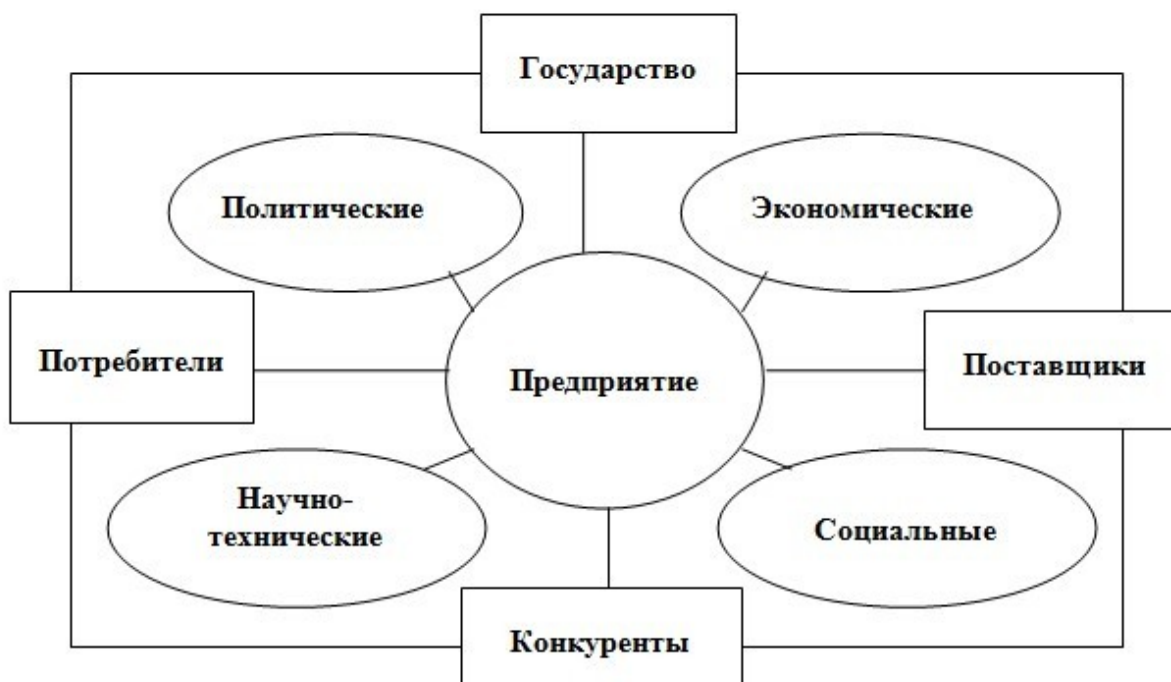 Государство
Политические
Экономические
Потребители
Предприятие
Поставщики
Научно-
технические
Социальные
Конкуренты